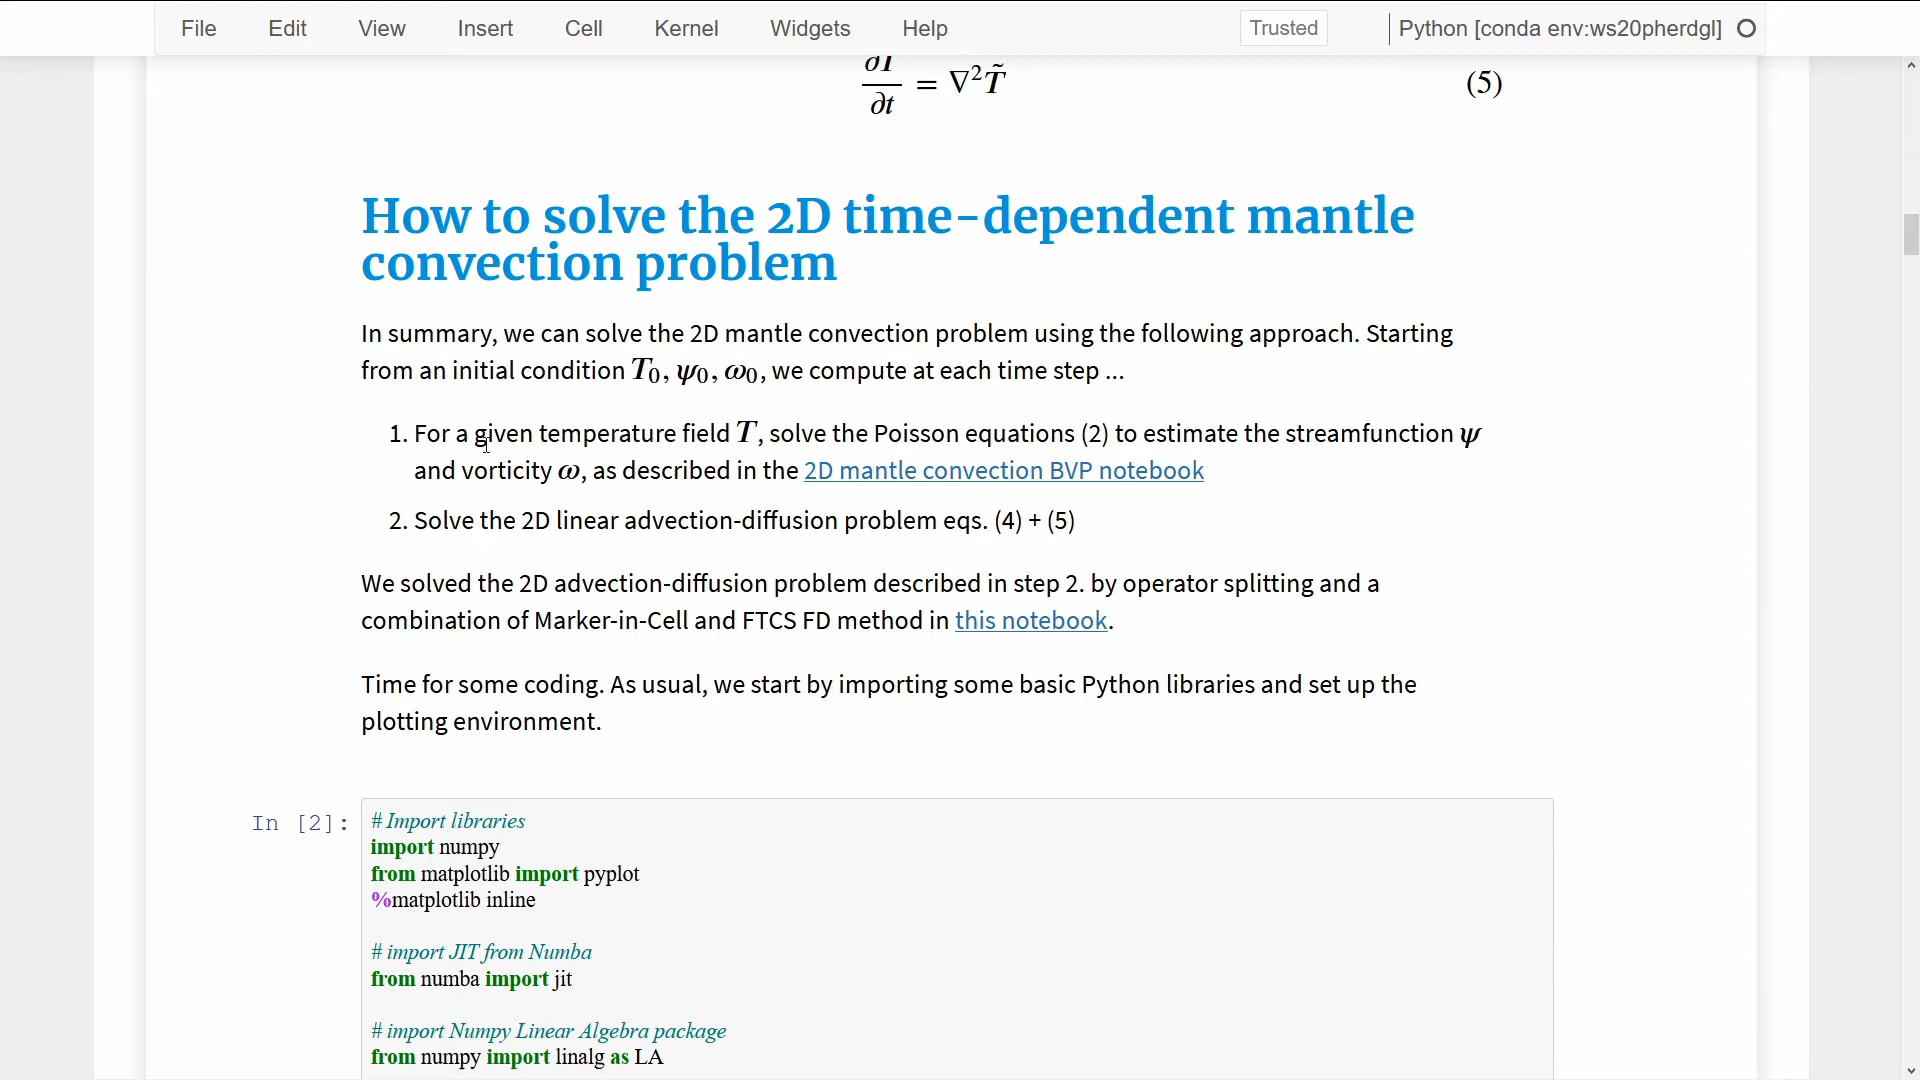 File Edit View Insert Cell Kernel Widgets Help Trusted Python [conda env:ws20pherdgl]
∂T/∂t = ∇²T̃ (5)
How to solve the 2D time-dependent mantle
convection problem
In summary, we can solve the 2D mantle convection problem using the following approach. Starting
from an initial condition T₀, ψ₀, ω₀, we compute at each time step ...
1. For a given temperature field T, solve the Poisson equations (2) to estimate the streamfunction ψ
and vorticity ω, as described in the 2D mantle convection BVP notebook
2. Solve the 2D linear advection-diffusion problem eqs. (4) + (5)
We solved the 2D advection-diffusion problem described in step 2. by operator splitting and a
combination of Marker-in-Cell and FTCS FD method in this notebook.
Time for some coding. As usual, we start by importing some basic Python libraries and set up the
plotting environment.
In [2]:
# Import libraries
import numpy
from matplotlib import pyplot
%matplotlib inline
# import JIT from Numba
from numba import jit
# import Numpy Linear Algebra package
from numpy import linalg as LA